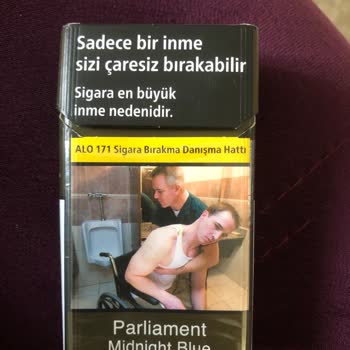 Sadece bir inme
sizi çaresiz bırakabilir
Sigara en büyük
inme nedenidir.
ALO 171 Sigara Bırakma Danışma Hattı
Parliament
Midnight Blue